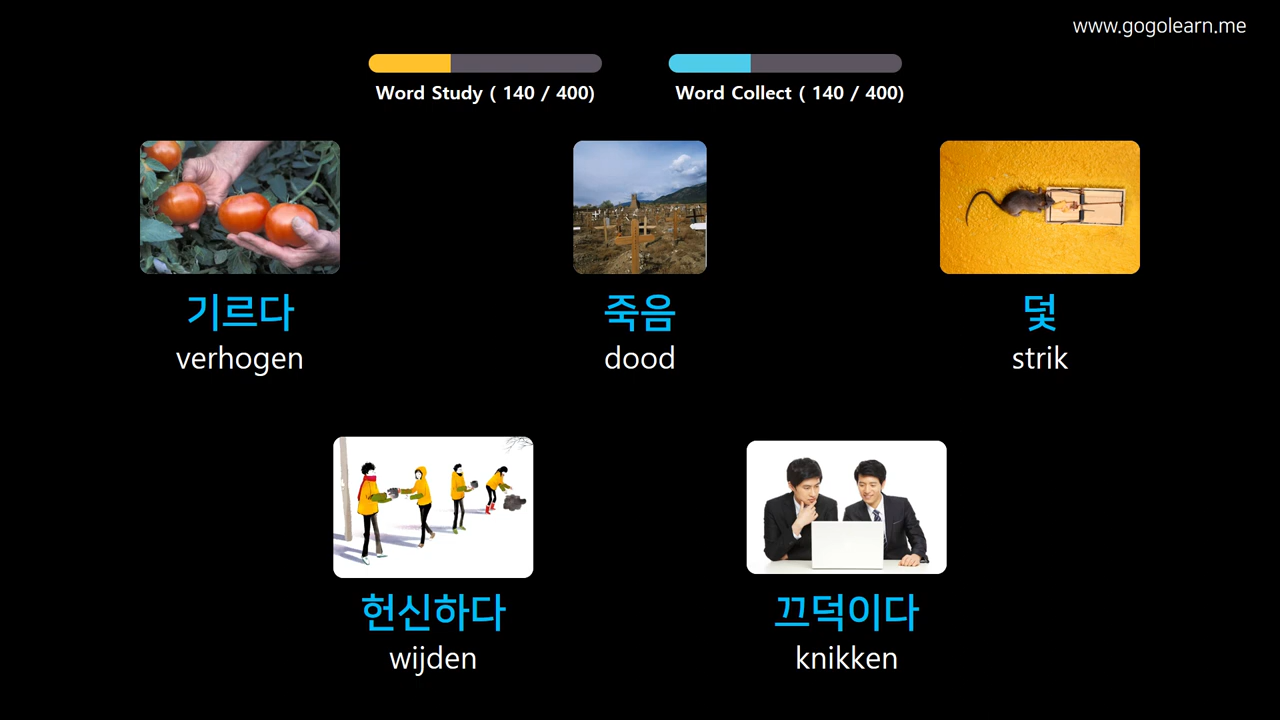 www.gogolearn.me
Word Study ( 140 / 400)
Word Collect ( 140 / 400)
기르다
verhogen
죽음
dood
덫
strik
헌신하다
wijden
끄덕이다
knikken